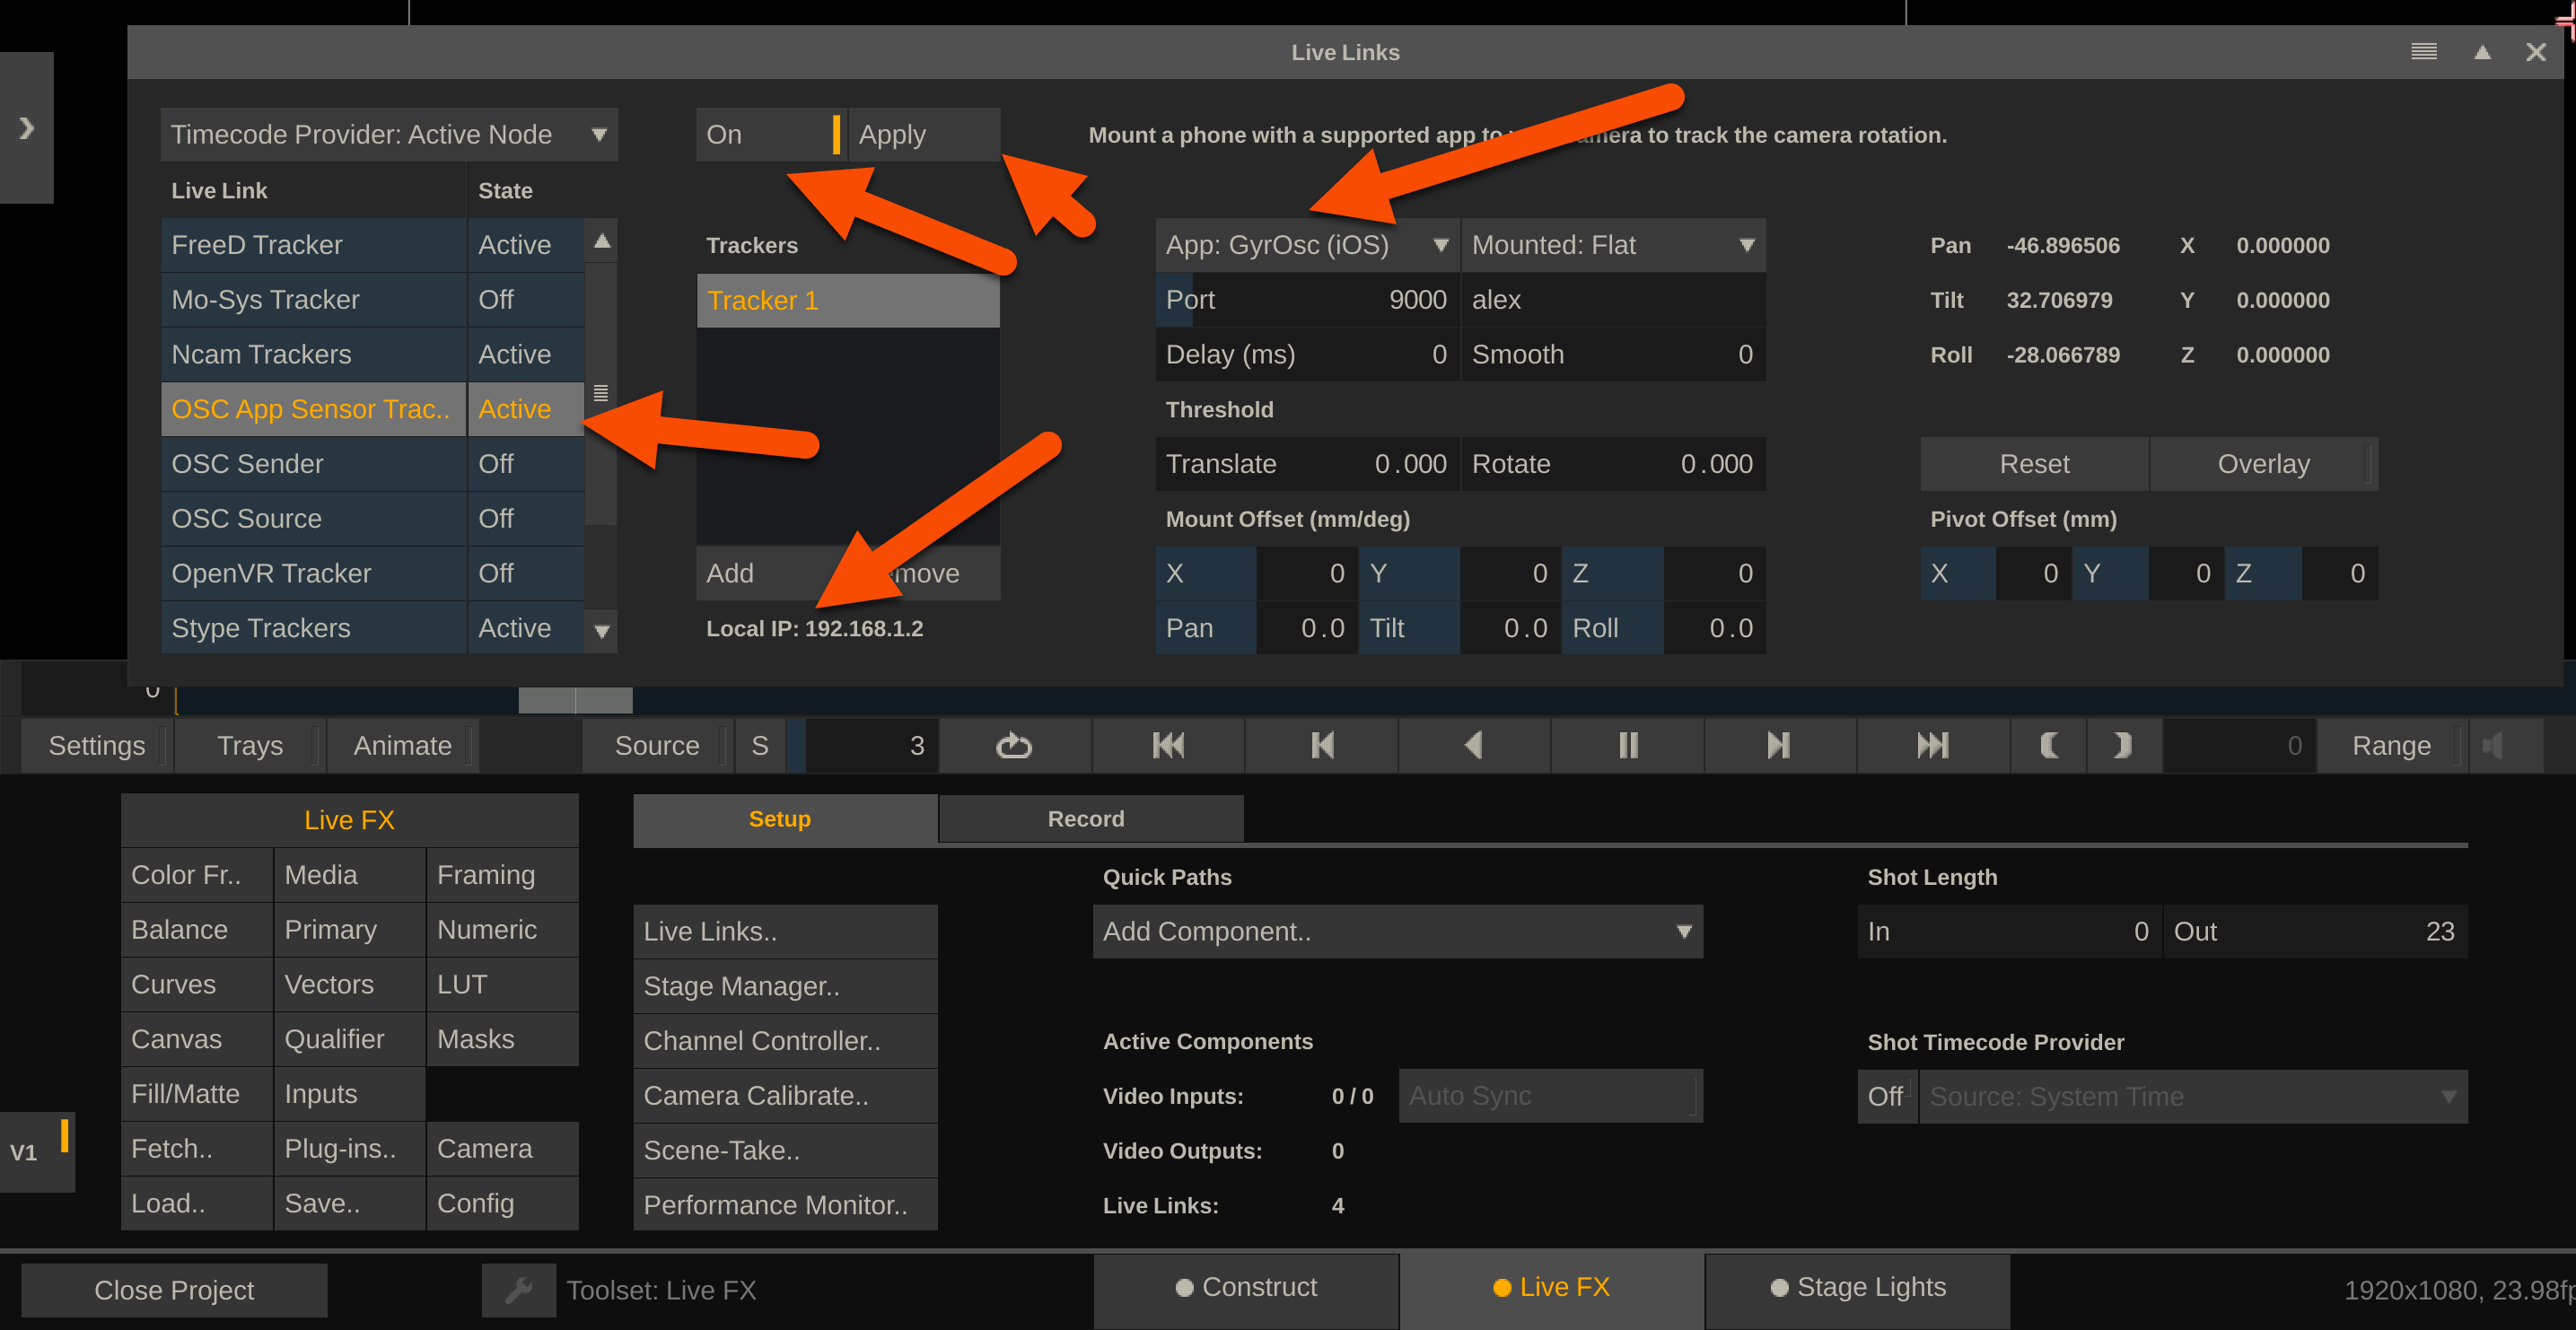 Live Links
Timecode Provider: Active Node
On
Apply
Mount a phone with a supported app to camera to track the camera rotation.
Live Link State
FreeD Tracker Active
Mo-Sys Tracker Off
Ncam Trackers Active
OSC App Sensor Trac.. Active
OSC Sender Off
OSC Source Off
OpenVR Tracker Off
Stype Trackers Active
Trackers
Tracker 1
Add move
Local IP: 192.168.1.2
App: GyrOsc (iOS) Mounted: Flat
Port 9000 alex
Delay (ms) 0 Smooth 0
Threshold
Translate 0.000 Rotate 0.000
Mount Offset (mm/deg)
X 0 Y 0 Z 0
Pan 0.0 Tilt 0.0 Roll 0.0
Pan -46.896506 X 0.000000
Tilt 32.706979 Y 0.000000
Roll -28.066789 Z 0.000000
Reset Overlay
Pivot Offset (mm)
X 0 Y 0 Z 0
0
Settings Trays Animate Source S 3 0 Range
Live FX
Color Fr.. Media Framing
Balance Primary Numeric
Curves Vectors LUT
Canvas Qualifier Masks
Fill/Matte Inputs
Fetch.. Plug-ins.. Camera
Load.. Save.. Config
V1
Setup Record
Live Links..
Stage Manager..
Channel Controller..
Camera Calibrate..
Scene-Take..
Performance Monitor..
Quick Paths
Add Component..
Active Components
Video Inputs: 0 / 0 Auto Sync
Video Outputs: 0
Live Links: 4
Shot Length
In 0 Out 23
Shot Timecode Provider
Off Source: System Time
Close Project Toolset: Live FX Construct Live FX Stage Lights 1920x1080, 23.98fp